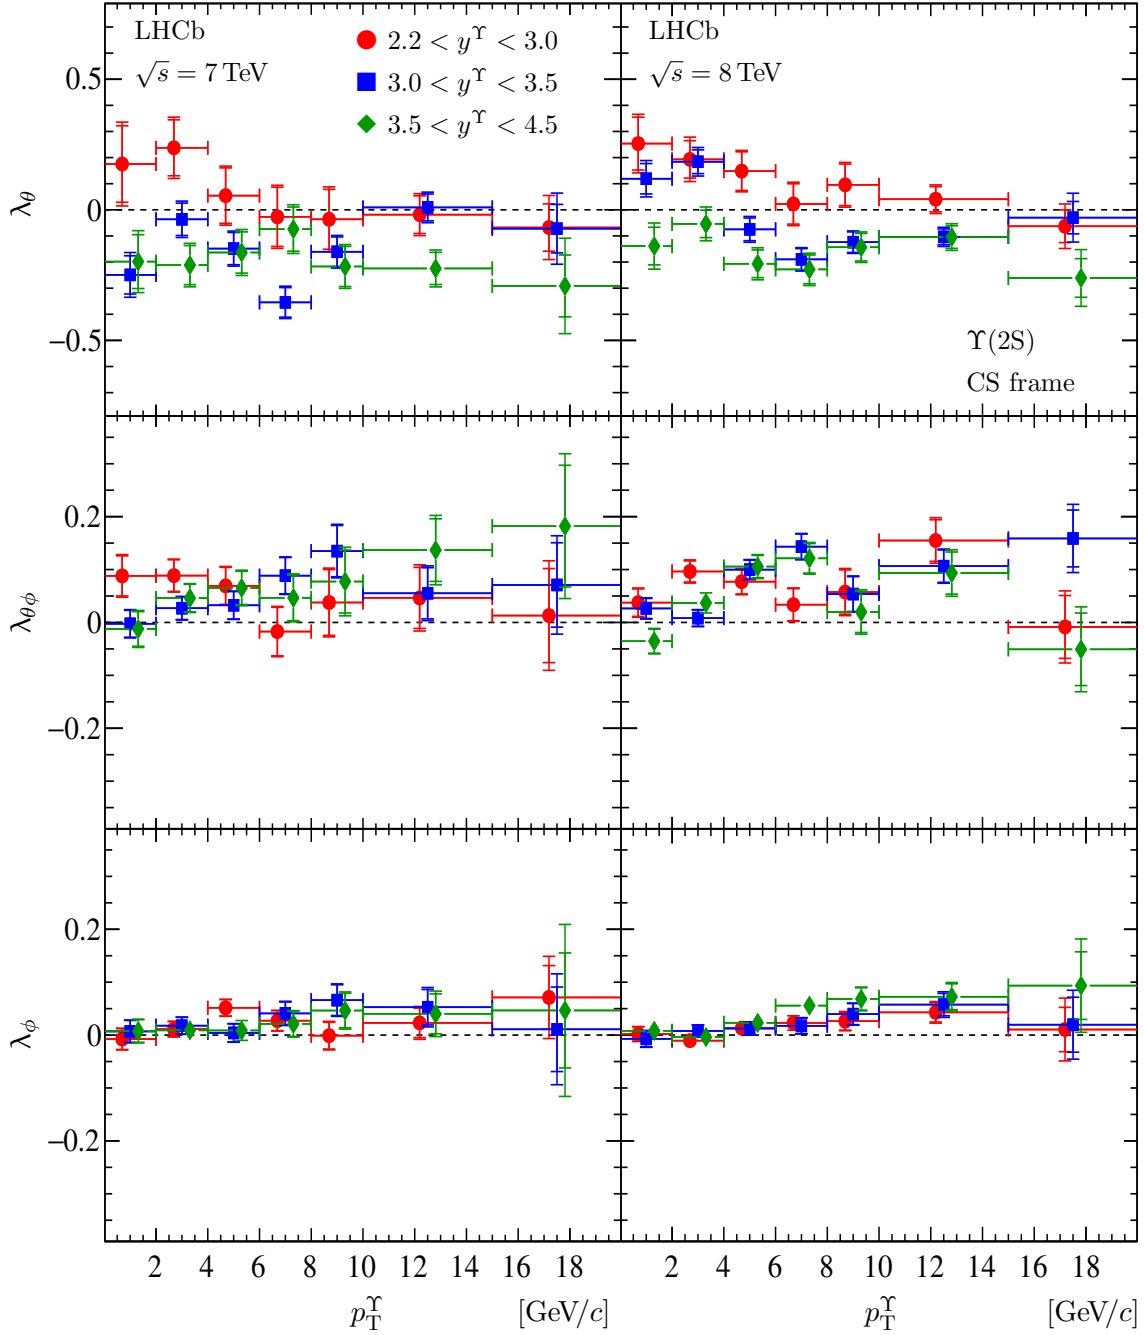 LHCb
√s = 7 TeV
2.2 < y^Υ < 3.0
3.0 < y^Υ < 3.5
3.5 < y^Υ < 4.5
LHCb
√s = 8 TeV
Υ(2S)
CS frame
λ_θ
0.5
0
−0.5
λ_θϕ
0.2
0
−0.2
λ_ϕ
0.2
0
−0.2
2 4 6 8 10 12 14 16 18
2 4 6 8 10 12 14 16 18
p_T^Υ [GeV/c]
p_T^Υ [GeV/c]